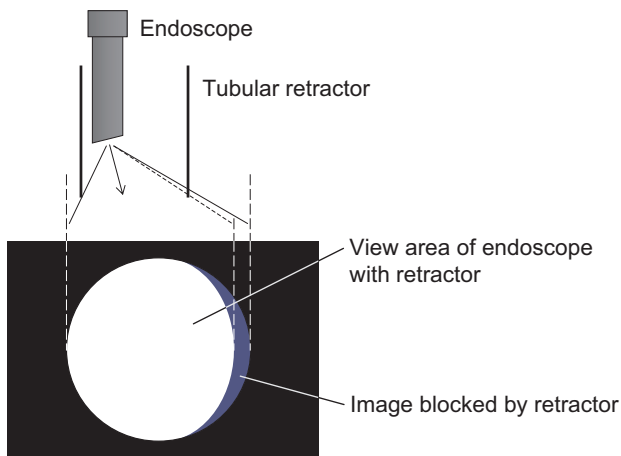 Endoscope
Tubular retractor
View area of endoscope
with retractor
Image blocked by retractor